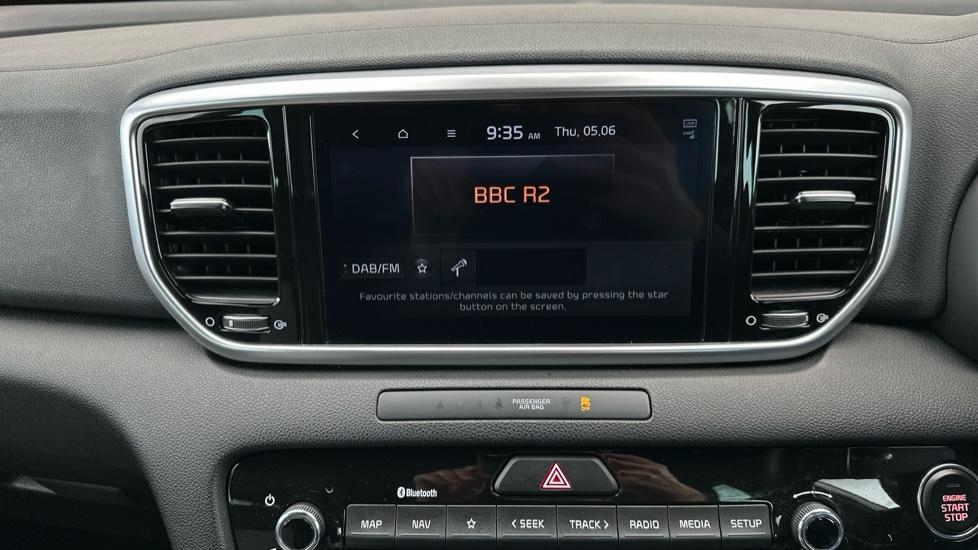 9:35 AM Thu, 05.06
LIVE
BBC R2
DAB/FM
Favourite stations/channels can be saved by pressing the star
button on the screen.
PASSENGER
AIR BAG
OFF
Bluetooth
MAP NAV < SEEK TRACK > RADIO MEDIA SETUP
ENGINE
START
STOP